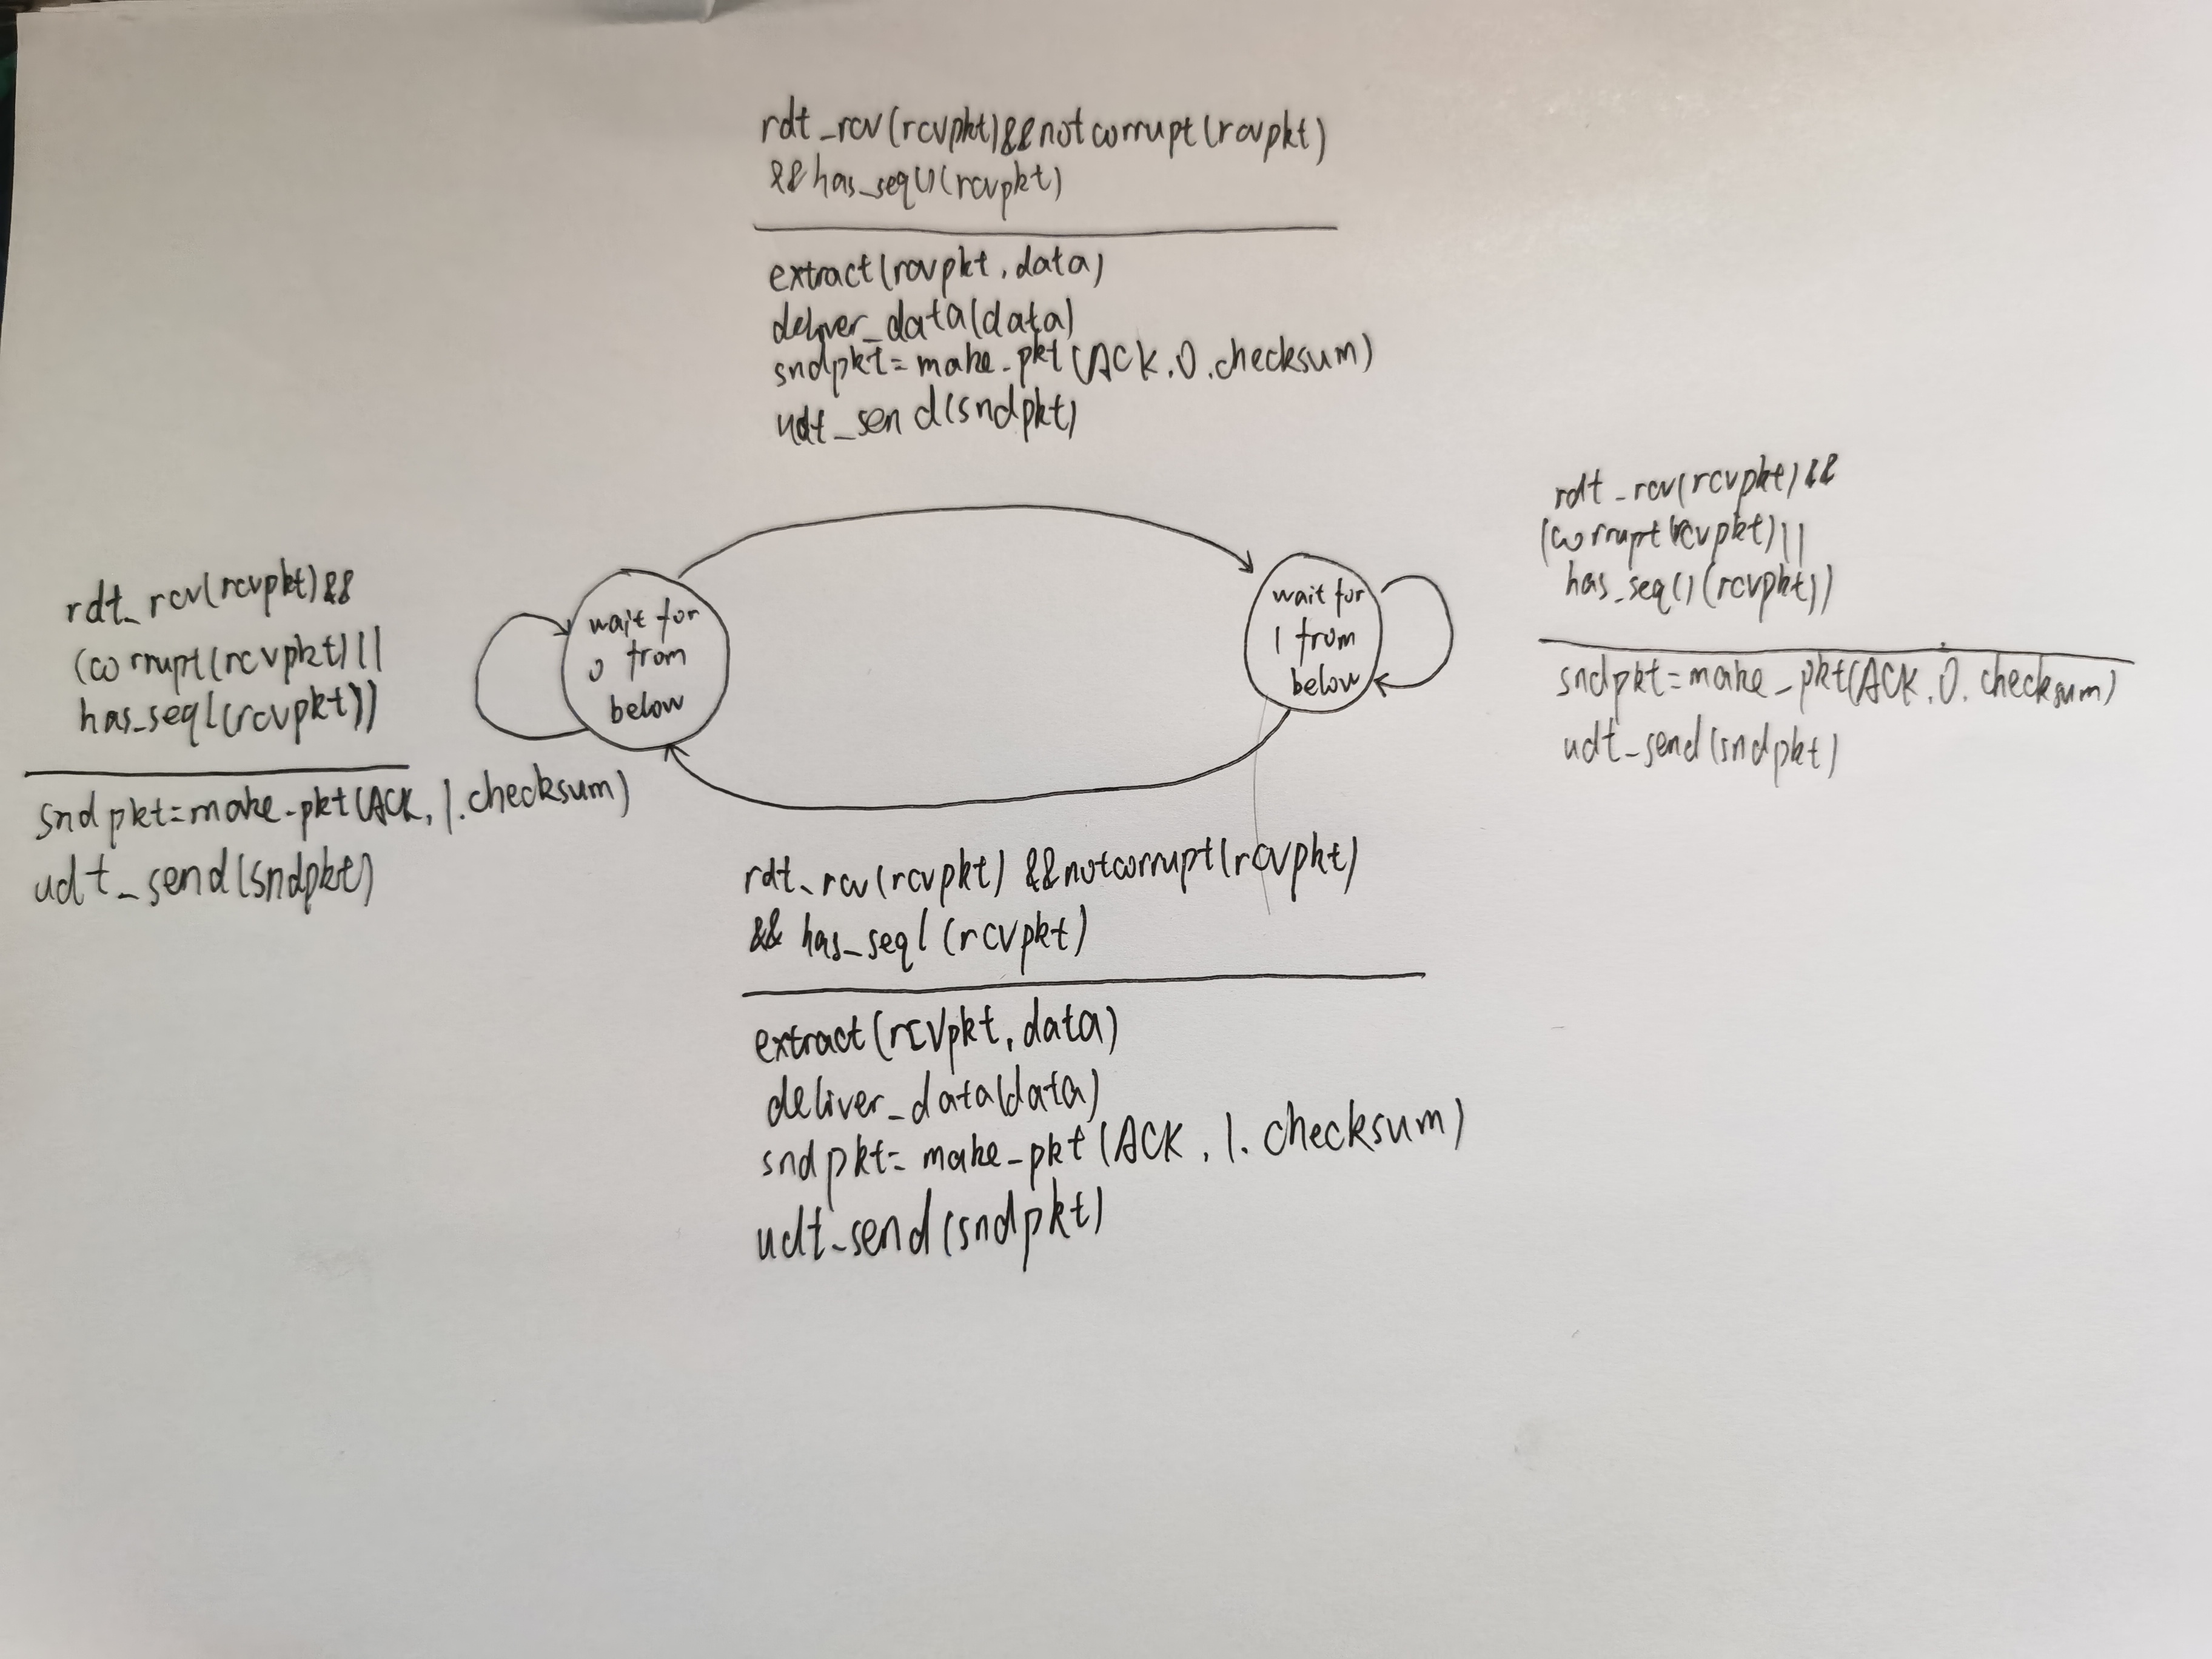 rdt_rcv(rcvpkt)&&notcorrupt(rcvpkt)
&&has_seq0(rcvpkt)
extract(rcvpkt,data)
deliver_data(data)
sndpkt=make_pkt(ACK,0,checksum)
udt_send(sndpkt)
rdt_rcv(rcvpkt)&&
(corrupt(rcvpkt)||
has_seq1(rcvpkt))
sndpkt=make_pkt(ACK,1,checksum)
udt_send(sndpkt)
wait for
0 from
below
wait for
1 from
below
rdt_rcv(rcvpkt)&&
(corrupt(rcvpkt)||
has_seq0(rcvpkt))
sndpkt=make_pkt(ACK,0,checksum)
udt_send(sndpkt)
rdt_rcv(rcvpkt) &&notcorrupt(rcvpkt)
&& has_seq1(rcvpkt)
extract(rcvpkt,data)
deliver_data(data)
sndpkt=make_pkt(ACK,1,checksum)
udt_send(sndpkt)